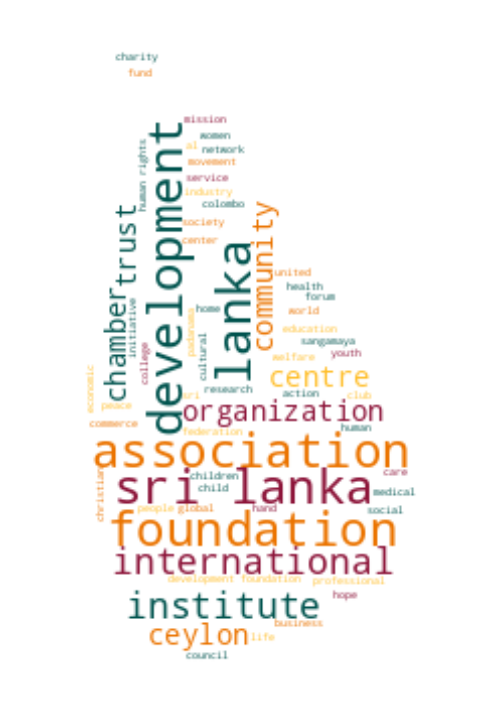 charity
fund
mission
women
al
network
human rights
movement
development
service
industry
colombo
trust
society
community
center
lanka
united
health
forum
chamber
initiative
home
world
padanama
education
cultural
sangamaya
college
youth
welfare
economic
centre
research
action
sri
club
peace
organization
commerce
federation
human
association
christian
sri lanka
children
care
child
medical
people
global
hand
social
foundation
international
development foundation
professional
hope
institute
business
ceylon
life
council